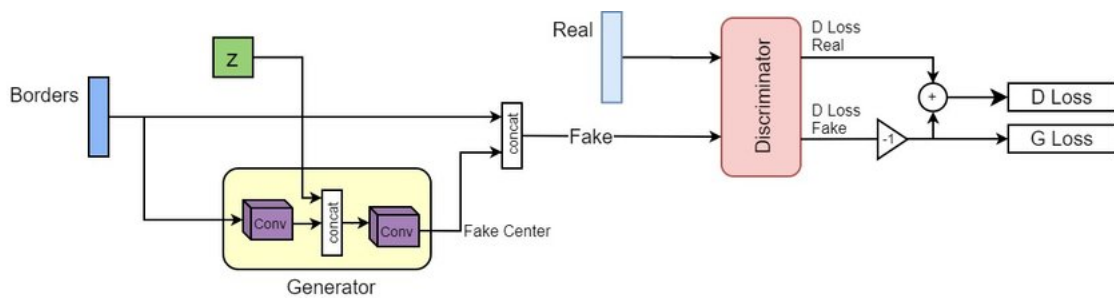 Borders
z
Conv
concat
Conv
Generator
Fake Center
concat
Fake
Real
Discriminator
D Loss
Real
D Loss
Fake
-1
+
D Loss
G Loss